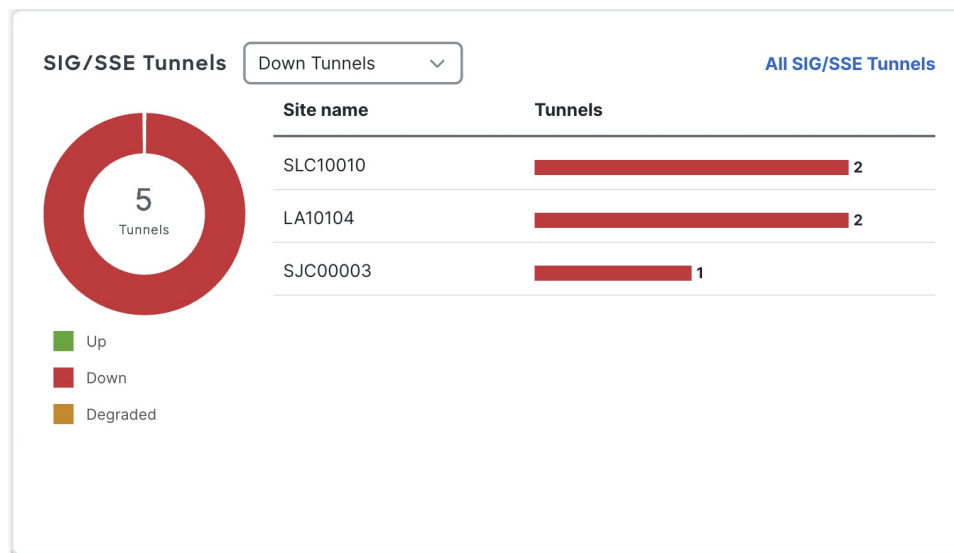 SIG/SSE Tunnels
Down Tunnels
All SIG/SSE Tunnels
Site name
Tunnels
SLC10010
2
LA10104
2
SJC00003
1
5
Tunnels
Up
Down
Degraded